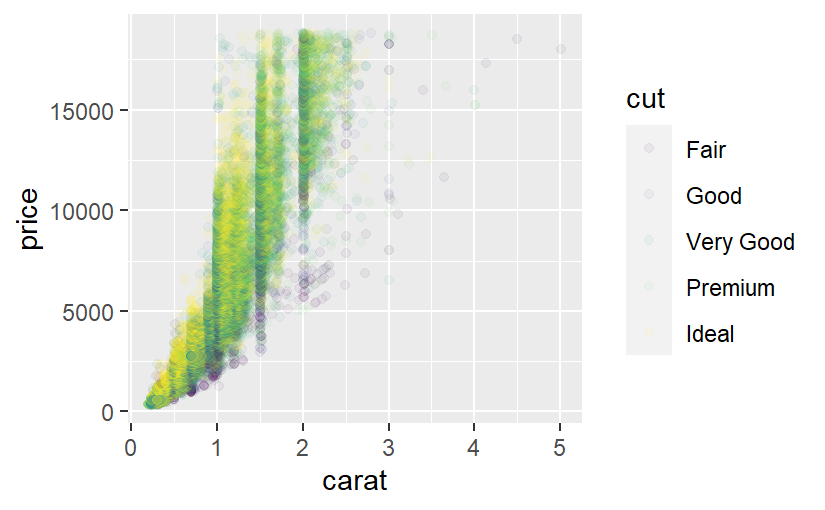 price
15000
10000
5000
0
0 1 2 3 4 5
carat
cut
Fair
Good
Very Good
Premium
Ideal